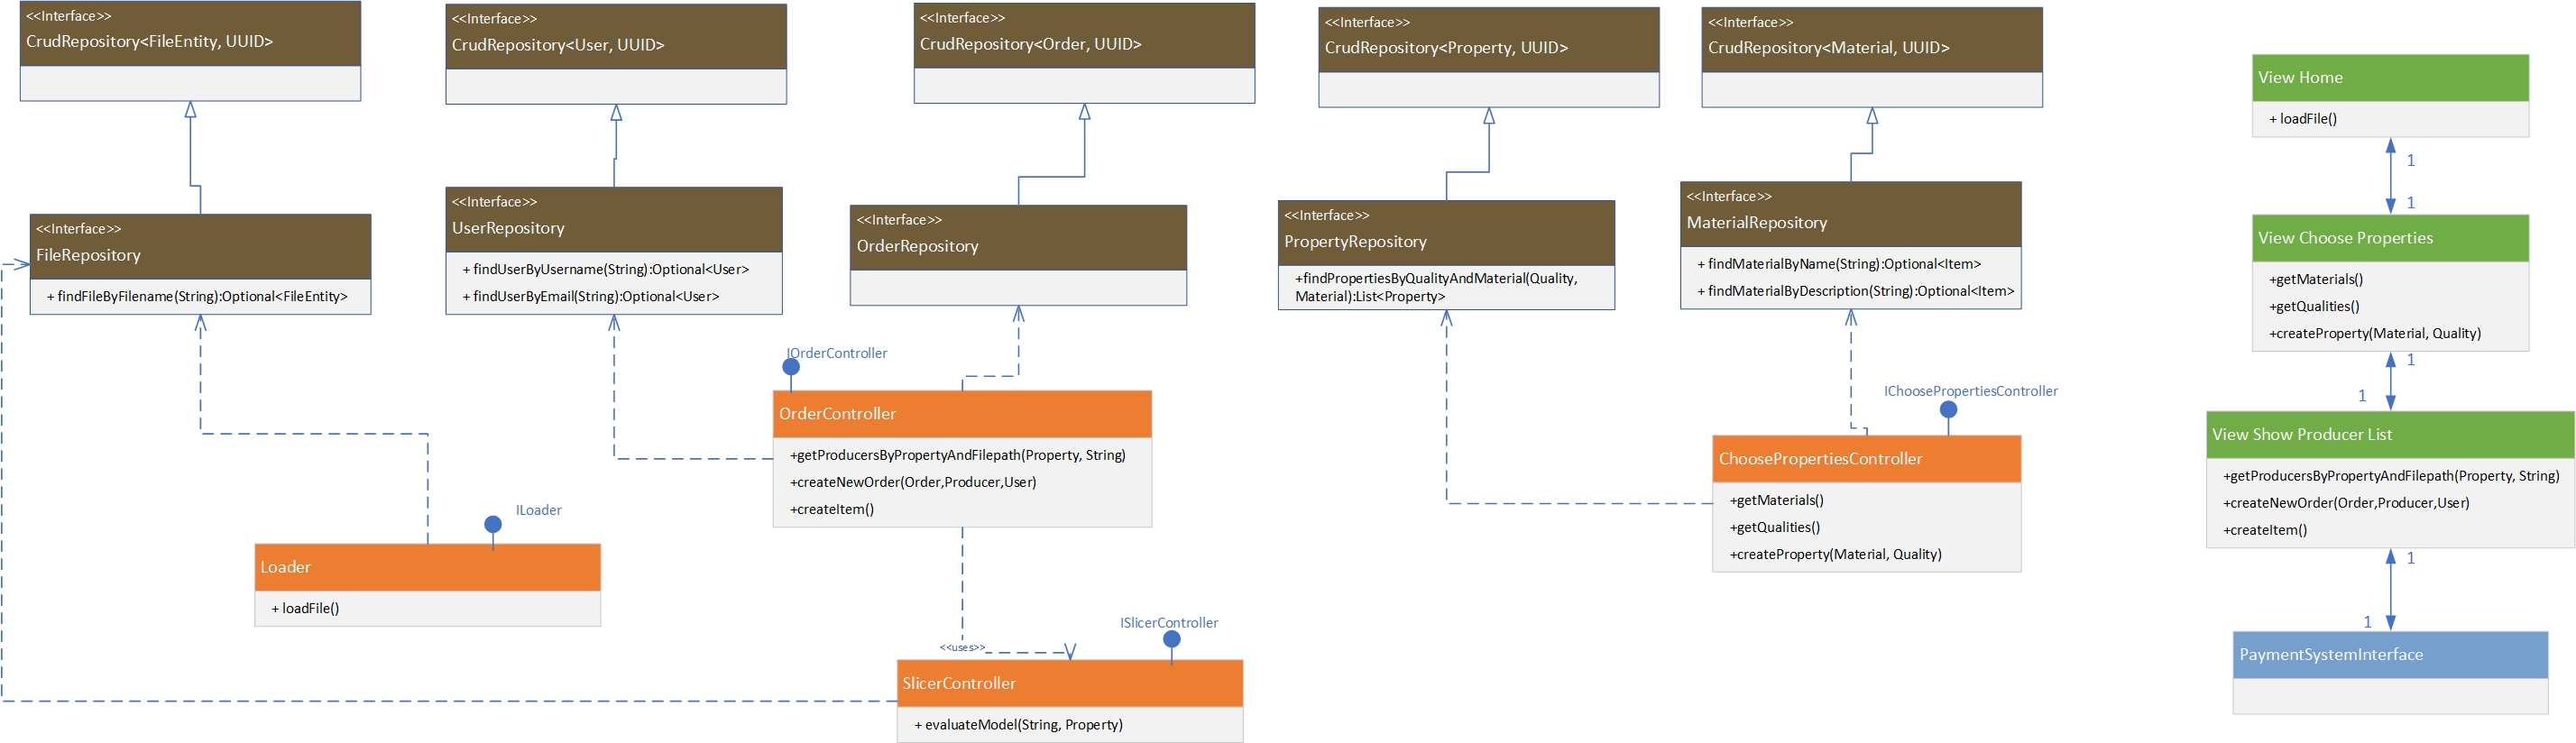 <<Interface>>
CrudRepository<FileEntity, UUID>
<<Interface>>
CrudRepository<User, UUID>
<<Interface>>
CrudRepository<Order, UUID>
<<Interface>>
CrudRepository<Property, UUID>
<<Interface>>
CrudRepository<Material, UUID>
<<Interface>>
FileRepository
+ findFileByFilename(String):Optional<FileEntity>
<<Interface>>
UserRepository
+ findUserByUsername(String):Optional<User>
+ findUserByEmail(String):Optional<User>
<<Interface>>
OrderRepository
<<Interface>>
PropertyRepository
+findPropertiesByQualityAndMaterial(Quality,
Material):List<Property>
<<Interface>>
MaterialRepository
+ findMaterialByName(String):Optional<Item>
+ findMaterialByDescription(String):Optional<Item>
IOrderController
OrderController
+getProducersByPropertyAndFilepath(Property, String)
+createNewOrder(Order,Producer,User)
+createItem()
IChoosePropertiesController
ChoosePropertiesController
+getMaterials()
+getQualities()
+createProperty(Material, Quality)
ILoader
Loader
+ loadFile()
<<uses>>
ISlicerController
SlicerController
+ evaluateModel(String, Property)
View Home
+ loadFile()
1
1
View Choose Properties
+getMaterials()
+getQualities()
+createProperty(Material, Quality)
1
1
View Show Producer List
+getProducersByPropertyAndFilepath(Property, String)
+createNewOrder(Order,Producer,User)
+createItem()
1
1
PaymentSystemInterface